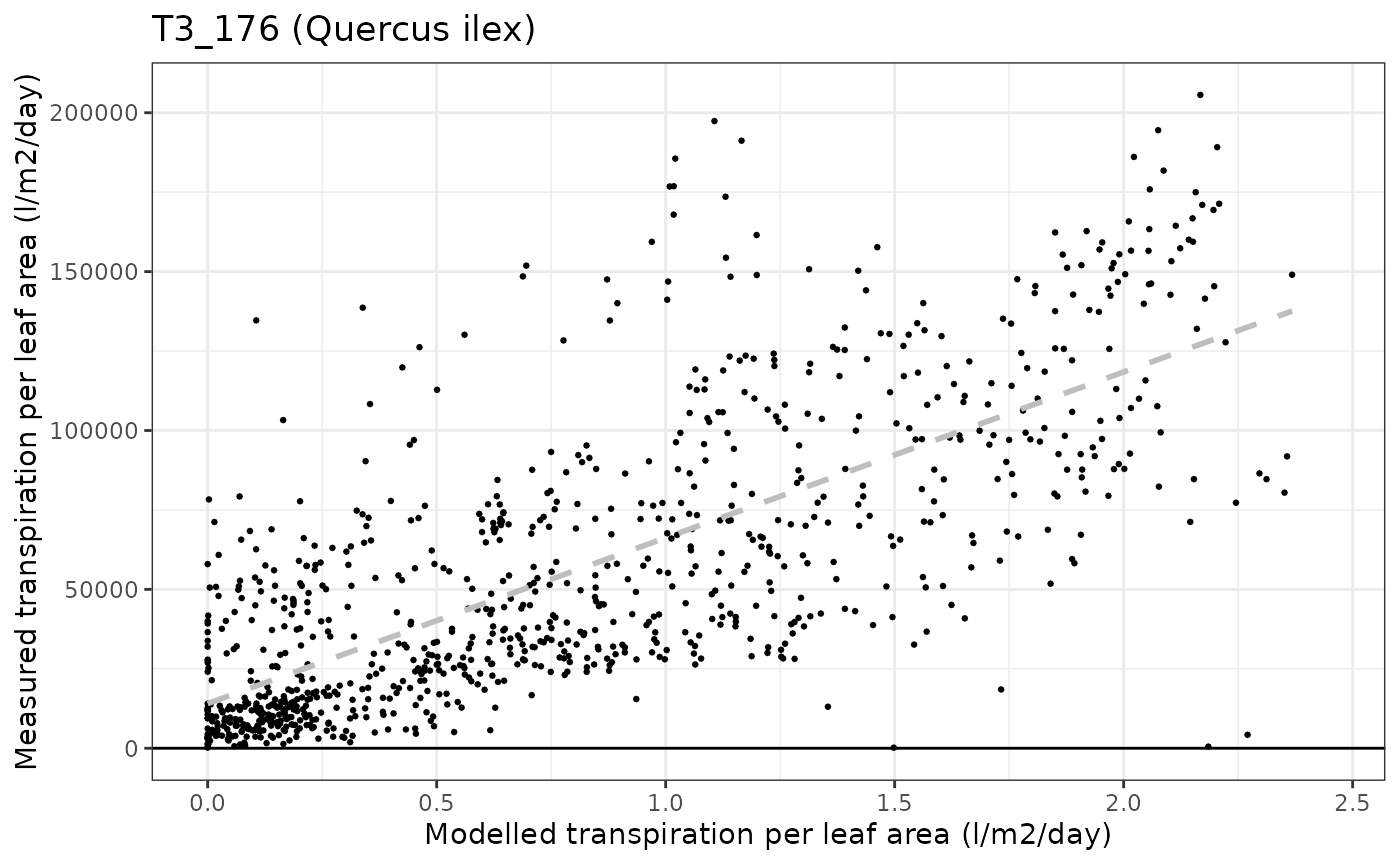 T3_176 (Quercus ilex)
Measured transpiration per leaf area (l/m2/day)
200000
150000
100000
50000
0
0.0 0.5 1.0 1.5 2.0 2.5
Modelled transpiration per leaf area (l/m2/day)